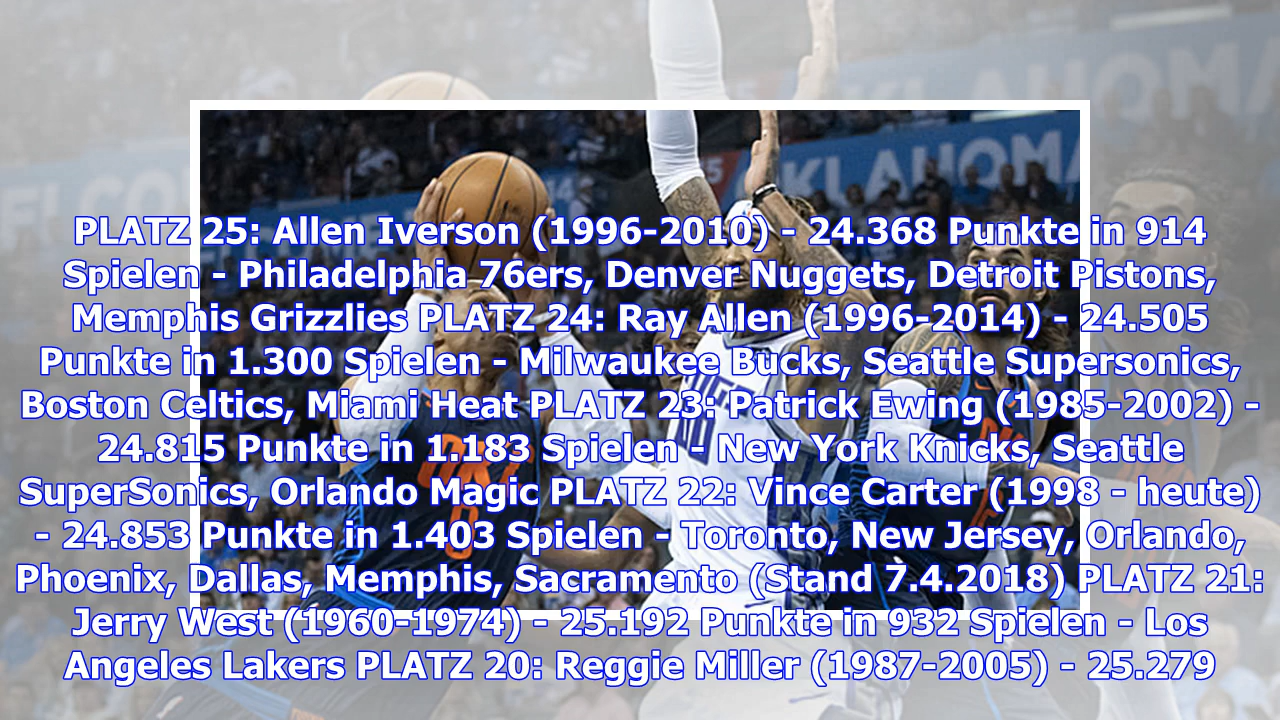 PLATZ 25: Allen Iverson (1996-2010) - 24.368 Punkte in 914
Spielen - Philadelphia 76ers, Denver Nuggets, Detroit Pistons,
Memphis Grizzlies PLATZ 24: Ray Allen (1996-2014) - 24.505
Punkte in 1.300 Spielen - Milwaukee Bucks, Seattle Supersonics,
Boston Celtics, Miami Heat PLATZ 23: Patrick Ewing (1985-2002) -
24.815 Punkte in 1.183 Spielen - New York Knicks, Seattle
SuperSonics, Orlando Magic PLATZ 22: Vince Carter (1998 - heute)
- 24.853 Punkte in 1.403 Spielen - Toronto, New Jersey, Orlando,
Phoenix, Dallas, Memphis, Sacramento (Stand 7.4.2018) PLATZ 21:
Jerry West (1960-1974) - 25.192 Punkte in 932 Spielen - Los
Angeles Lakers PLATZ 20: Reggie Miller (1987-2005) - 25.279